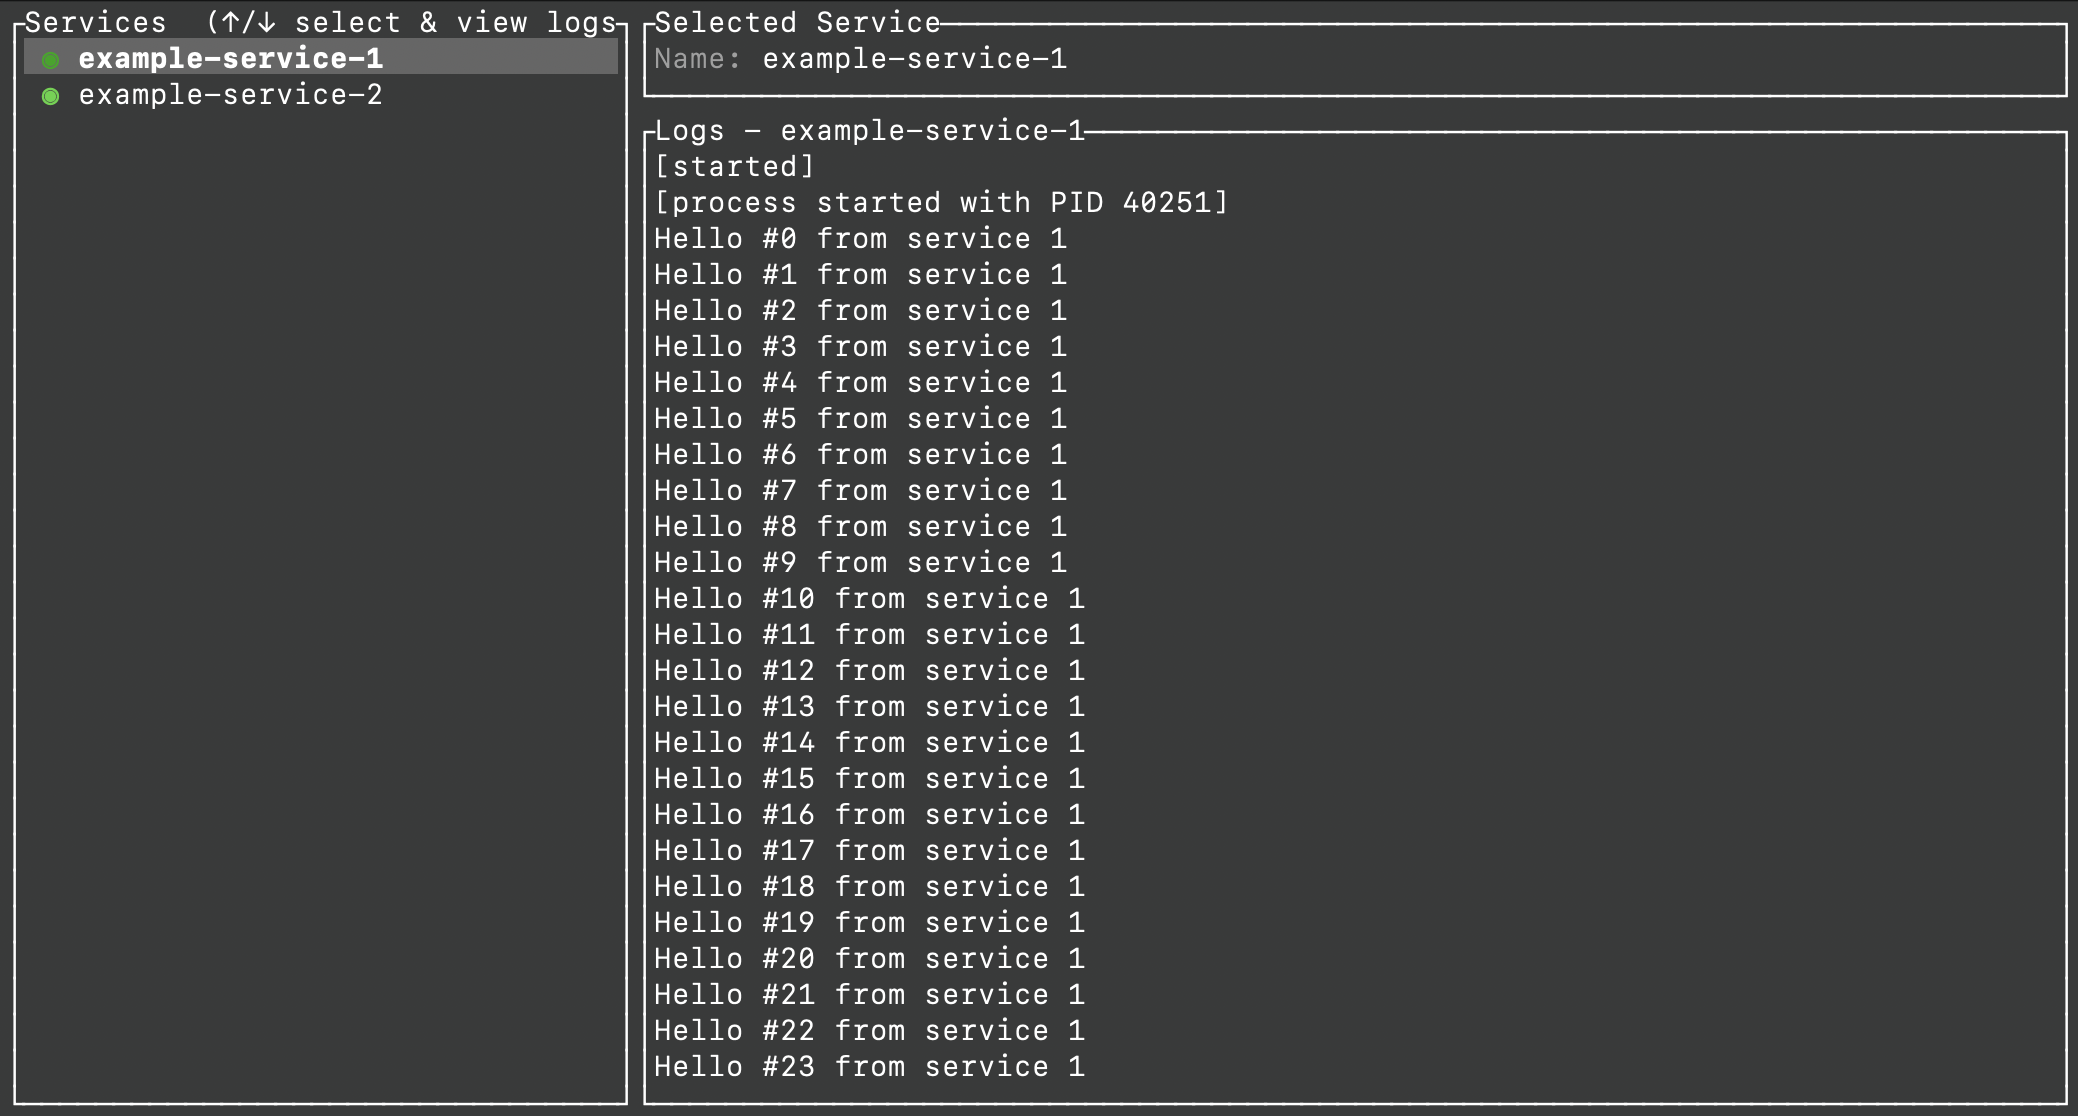 Services  (↑/↓ select & view logs
example-service-1
example-service-2
Selected Service
Name: example-service-1
Logs - example-service-1
[started]
[process started with PID 40251]
Hello #0 from service 1
Hello #1 from service 1
Hello #2 from service 1
Hello #3 from service 1
Hello #4 from service 1
Hello #5 from service 1
Hello #6 from service 1
Hello #7 from service 1
Hello #8 from service 1
Hello #9 from service 1
Hello #10 from service 1
Hello #11 from service 1
Hello #12 from service 1
Hello #13 from service 1
Hello #14 from service 1
Hello #15 from service 1
Hello #16 from service 1
Hello #17 from service 1
Hello #18 from service 1
Hello #19 from service 1
Hello #20 from service 1
Hello #21 from service 1
Hello #22 from service 1
Hello #23 from service 1